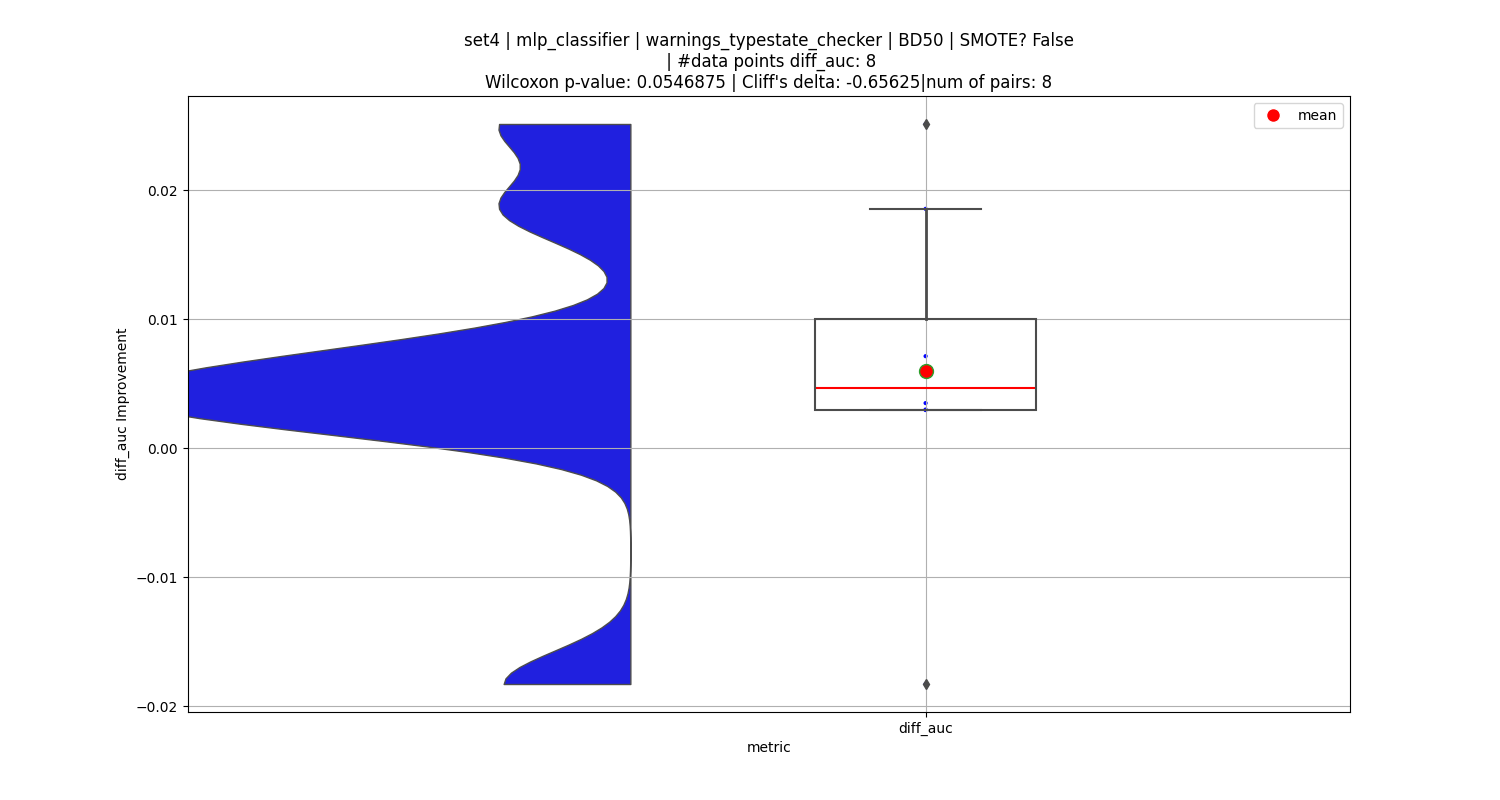 set4 | mlp_classifier | warnings_typestate_checker | BD50 | SMOTE? False
| #data points diff_auc: 8
Wilcoxon p-value: 0.0546875 | Cliff's delta: -0.65625|num of pairs: 8
mean
0.02
0.01
0.00
−0.01
−0.02
diff_auc Improvement
diff_auc
metric